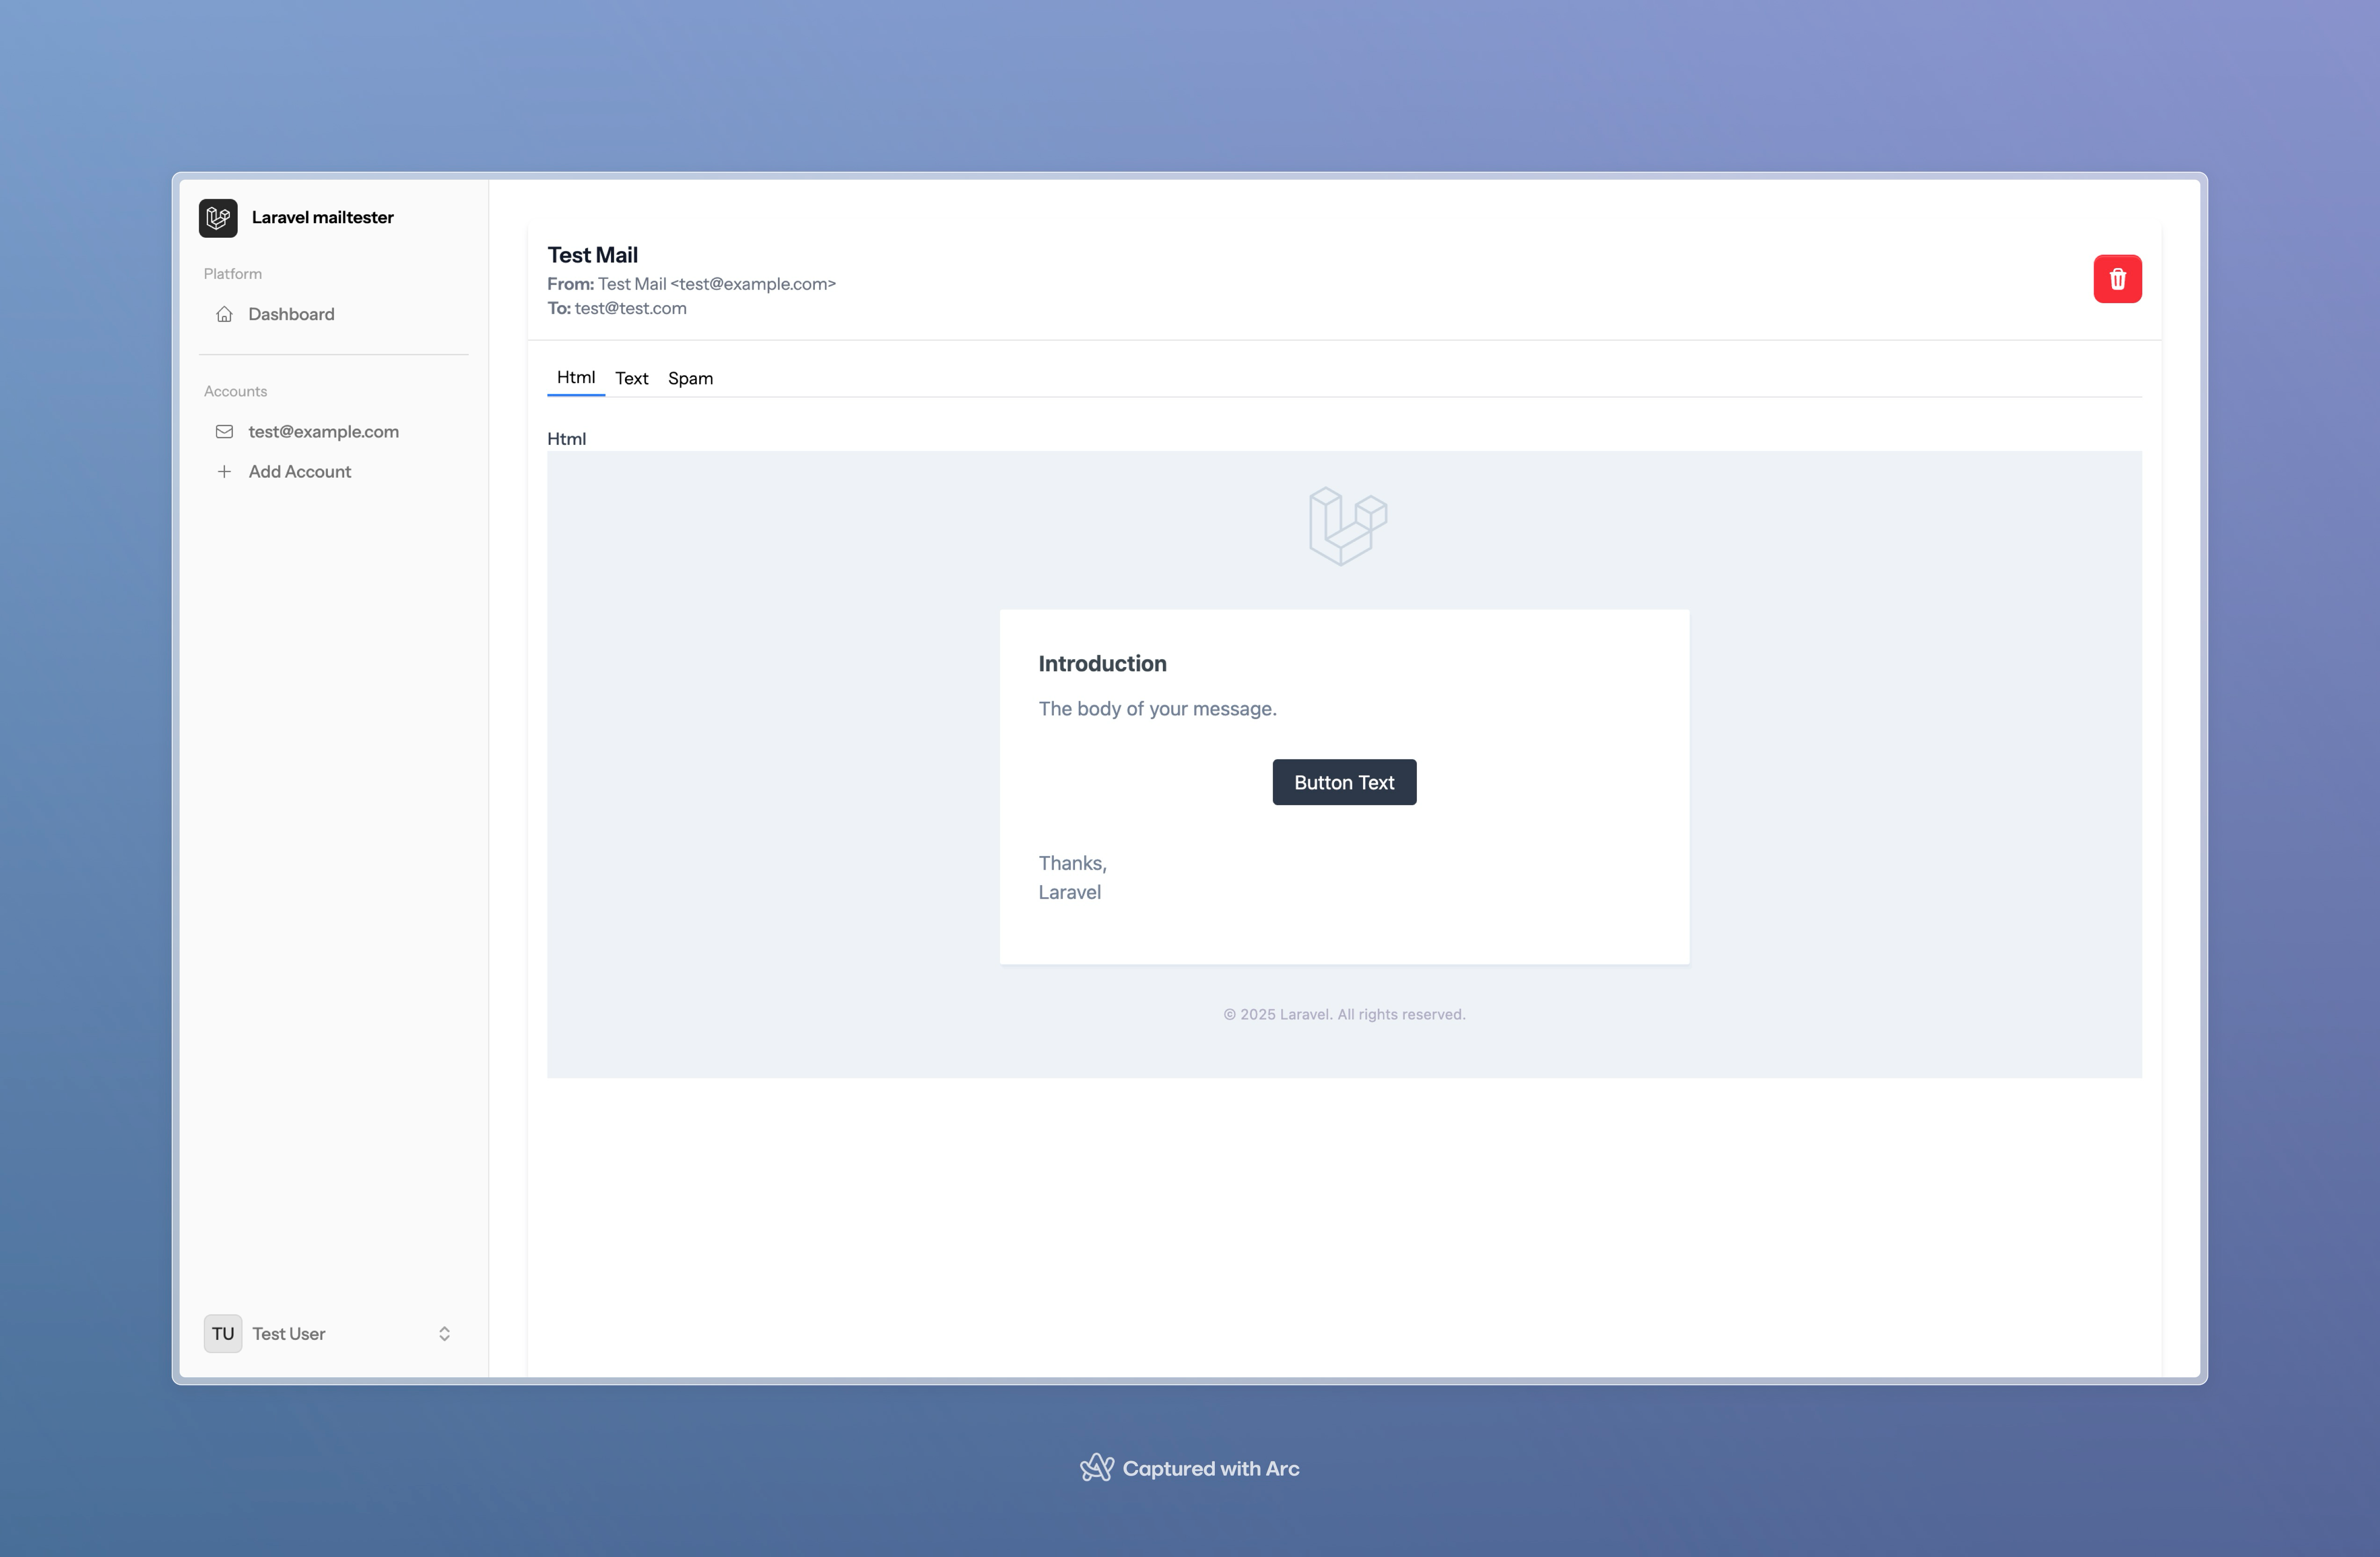 Laravel mailtester
Platform
Dashboard
Accounts
test@example.com
Add Account
TU Test User
Test Mail
From: Test Mail <test@example.com>
To: test@test.com
Html Text Spam
Html
Introduction
The body of your message.
Button Text
Thanks,
Laravel
© 2025 Laravel. All rights reserved.
Captured with Arc